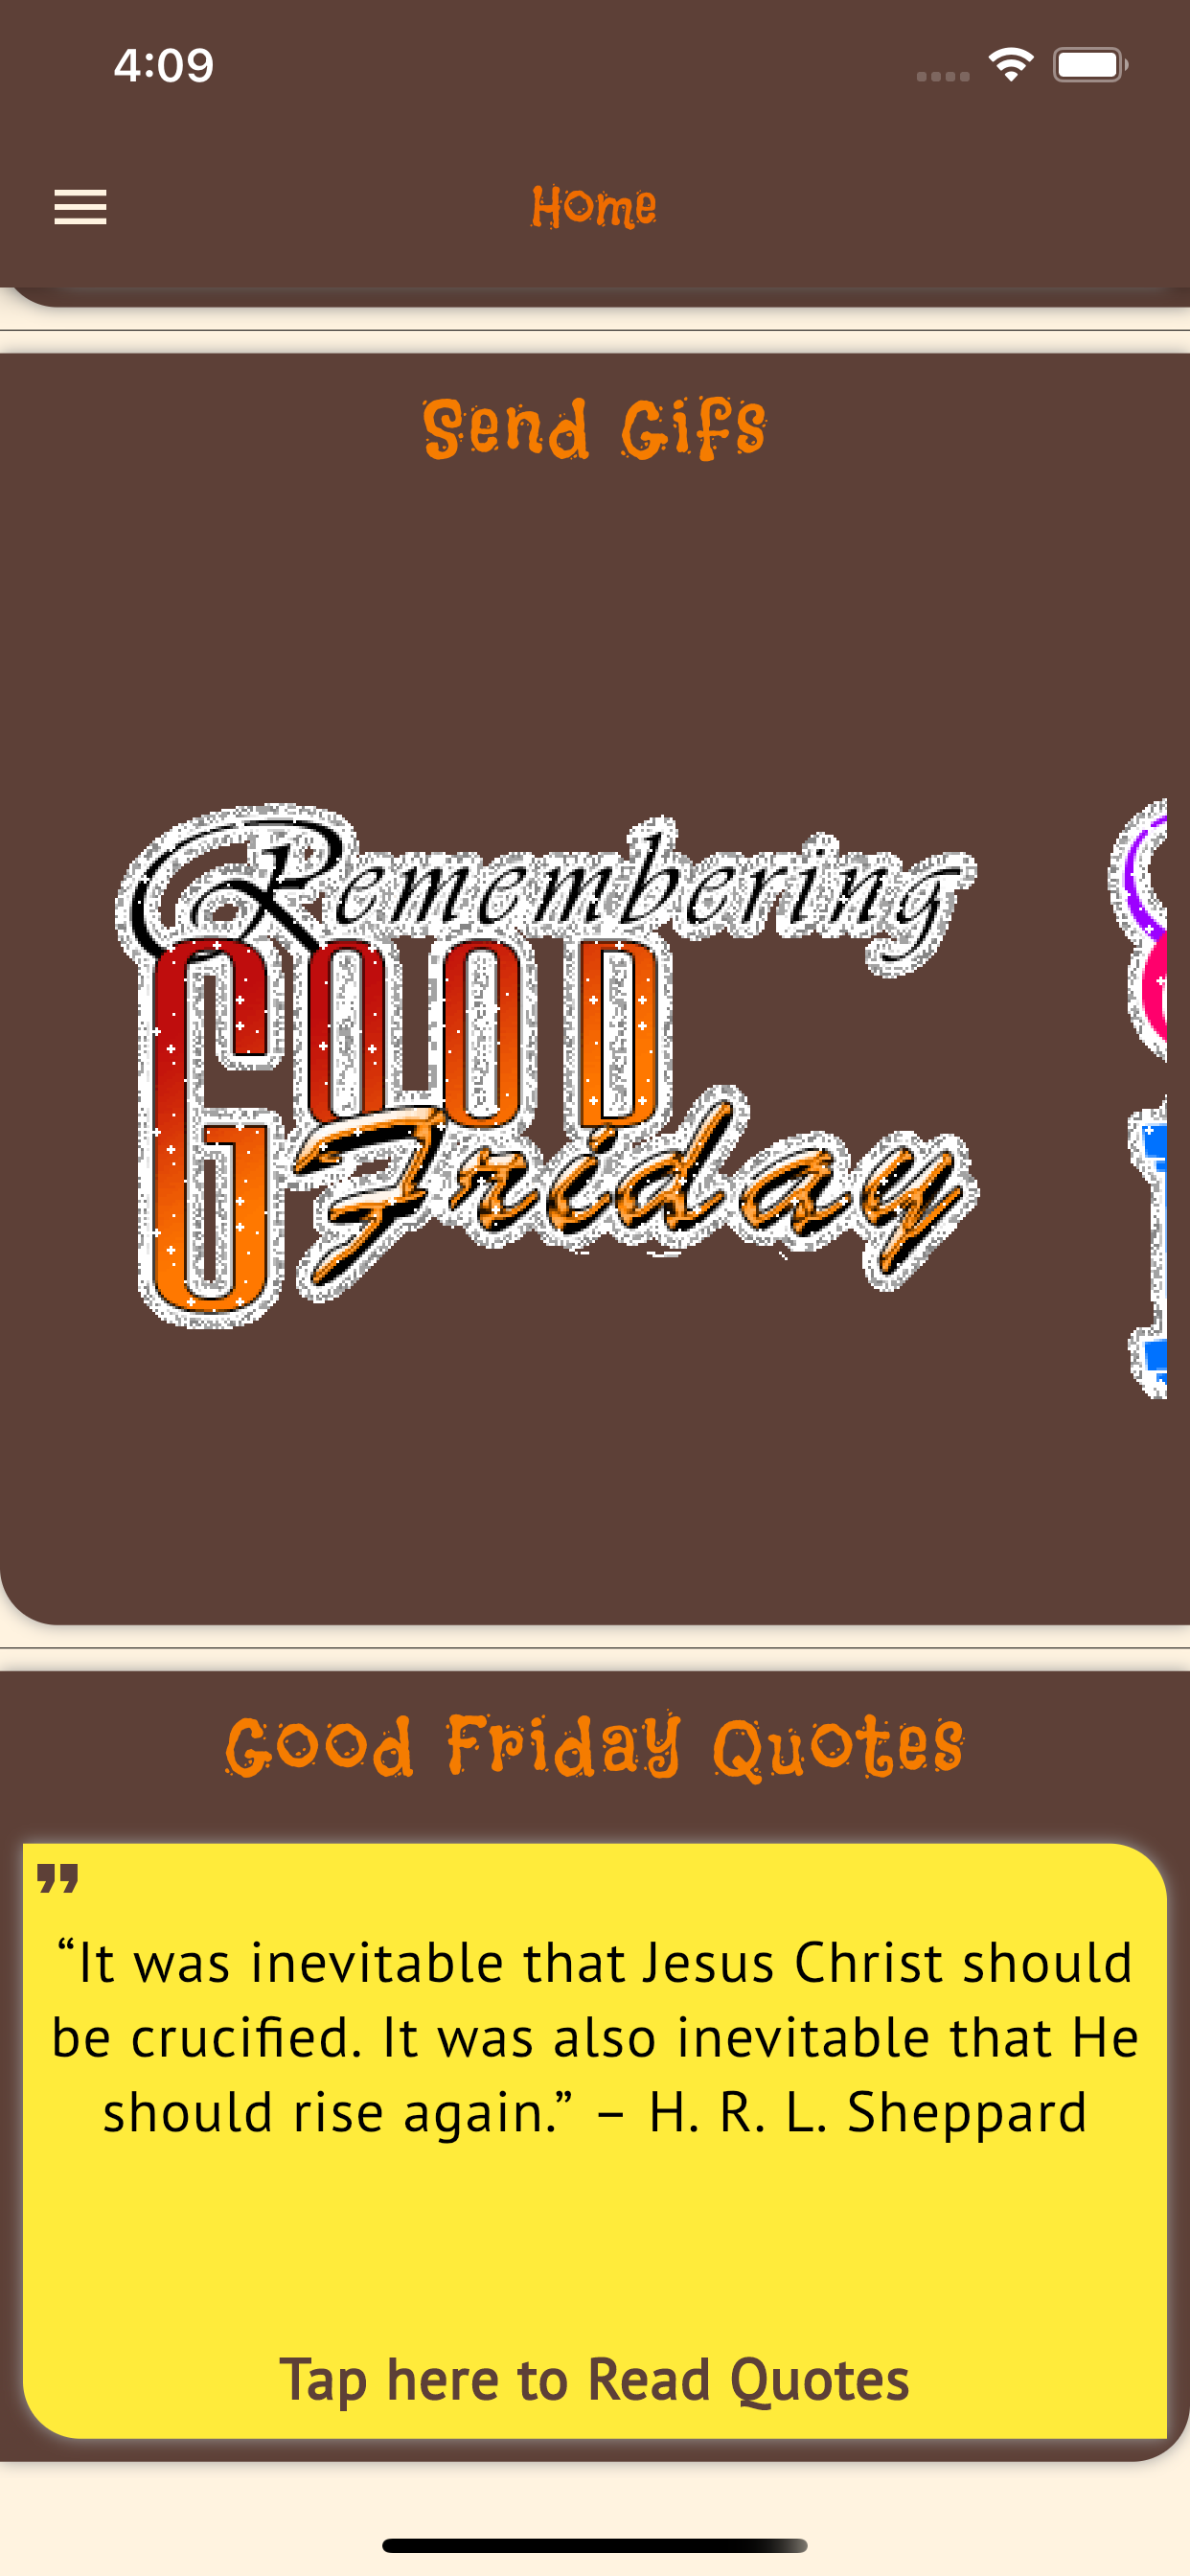 4:09
Home
Send Gifs
Remembering
GOOD
Friday
Good Friday Quotes
“It was inevitable that Jesus Christ should
be crucified. It was also inevitable that He
should rise again.” – H. R. L. Sheppard
Tap here to Read Quotes